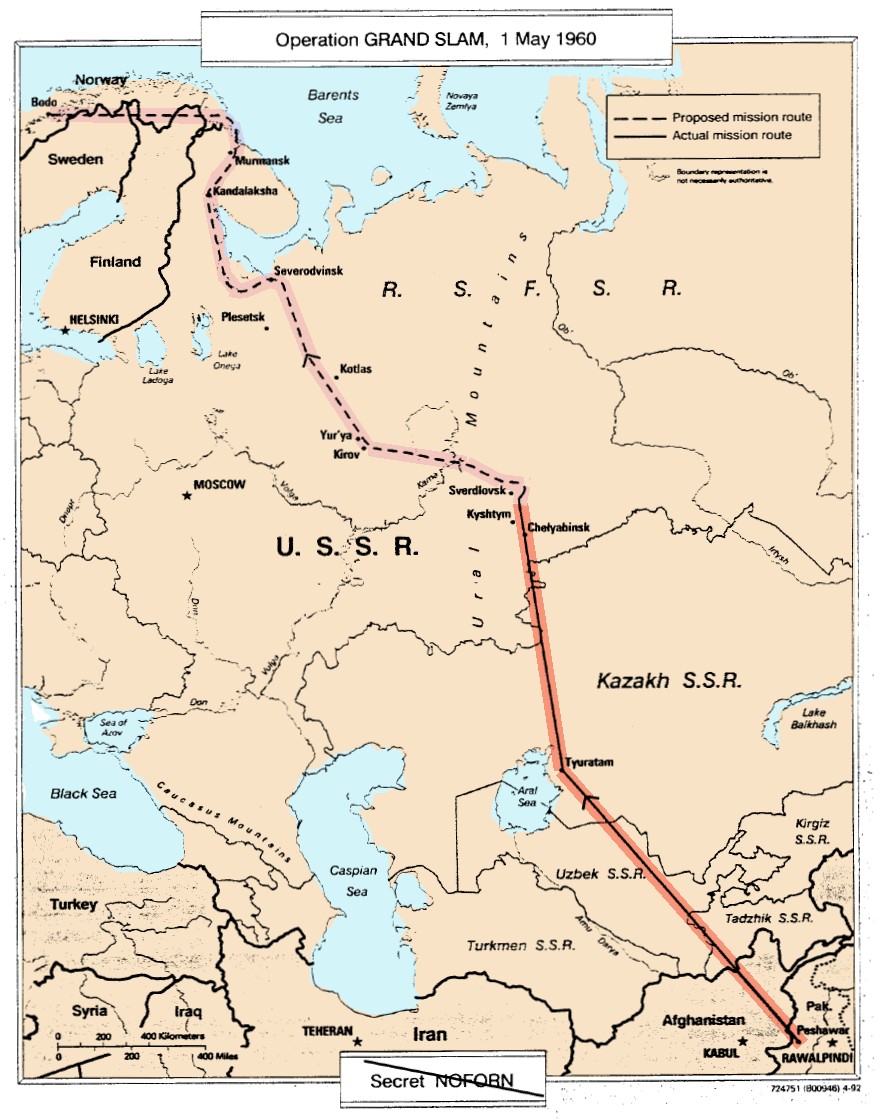 Operation GRAND SLAM, 1 May 1960
Proposed mission route
Actual mission route
Boundary representation is
not necessarily authoritative.
Norway
Bodo
Barents
Sea
Novaya
Zemlya
Sweden
Murmansk
Kandalaksha
Finland
Severodvinsk
R. S. F. S. R.
HELSINKI
Plesetsk
Lake
Ladoga
Lake
Onega
Kotlas
Ob'
Ob'
Ural Mountains
Yur'ya
Kirov
Kama
Sverdlovsk
Kyshtym
Chelyabinsk
MOSCOW
Volga
Dnepr
Irtysh
U. S. S. R.
Don
Volga
Don
Kazakh S.S.R.
Sea of
Azov
Lake
Balkhash
Tyuratam
Black Sea
Aral
Sea
Caucasus Mountains
Kirgiz
S.S.R.
Caspian
Sea
Uzbek S.S.R.
Turkey
Tadzhik S.S.R.
Amu Darya
Turkmen S.S.R.
Syria
Iraq
TEHERAN
Iran
Afghanistan
KABUL
Pak.
Peshawar
RAWALPINDI
0 200 400 Kilometers
0 200 400 Miles
Secret NOFORN
724751 (B00946) 4-92